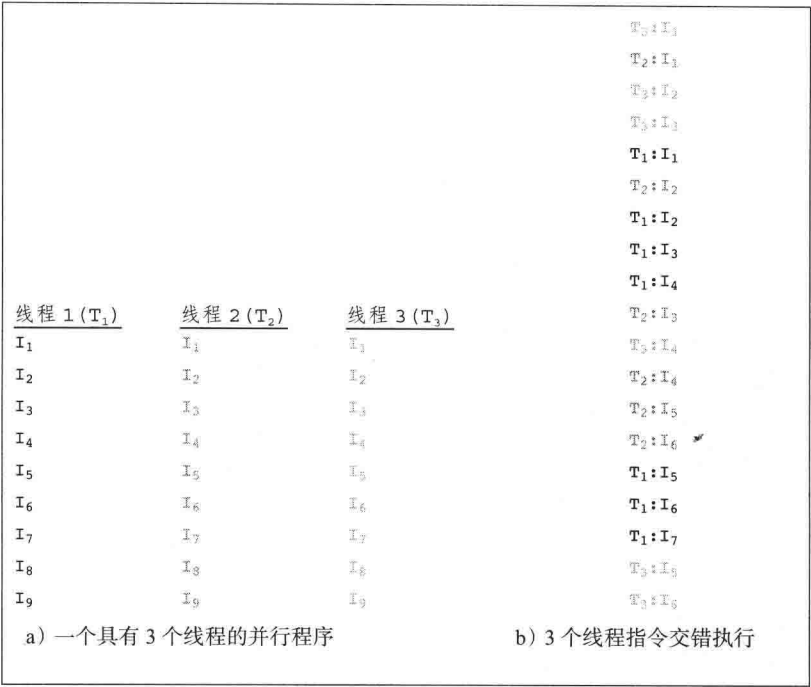 线程 1(T₁) 线程 2(T₂) 线程 3(T₃)
I₁ I₁ I₁
I₂ I₂ I₂
I₃ I₃ I₃
I₄ I₄ I₄
I₅ I₅ I₅
I₆ I₆ I₆
I₇ I₇ I₇
I₈ I₈ I₈
I₉ I₉ I₉
a) 一个具有 3 个线程的并行程序
T₃:I₁
T₂:I₁
T₃:I₂
T₃:I₃
T₁:I₁
T₂:I₂
T₁:I₂
T₁:I₃
T₁:I₄
T₂:I₃
T₃:I₄
T₂:I₄
T₂:I₅
T₂:I₆
T₁:I₅
T₁:I₆
T₁:I₇
T₃:I₅
T₃:I₆
b) 3 个线程指令交错执行